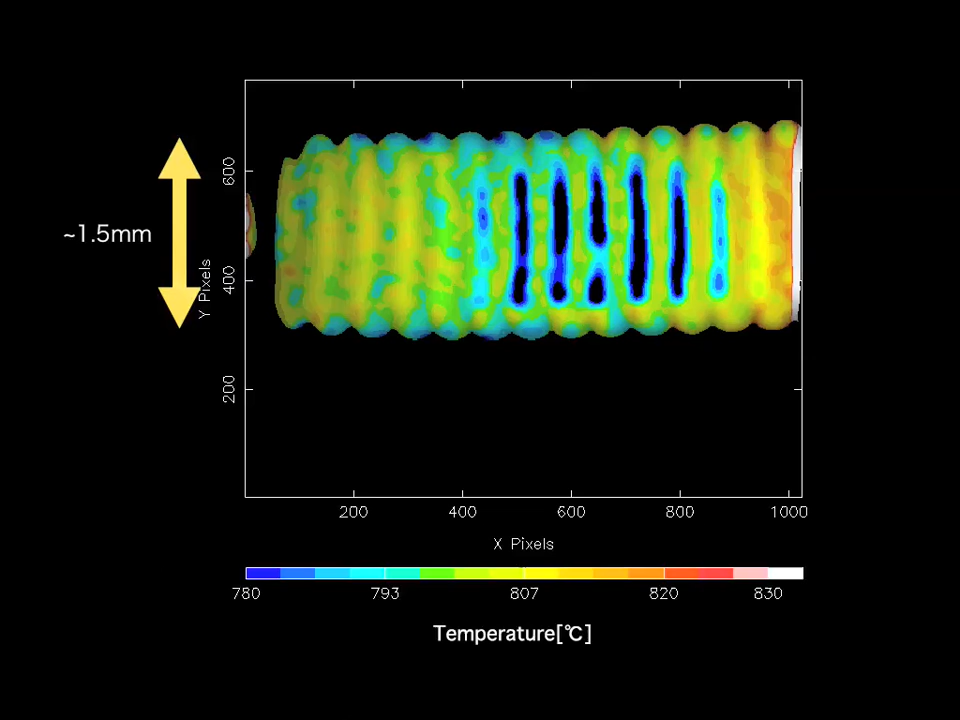 ~1.5mm
Y Pixels
600
400
200
200 400 600 800 1000
X Pixels
780 793 807 820 830
Temperature[℃]